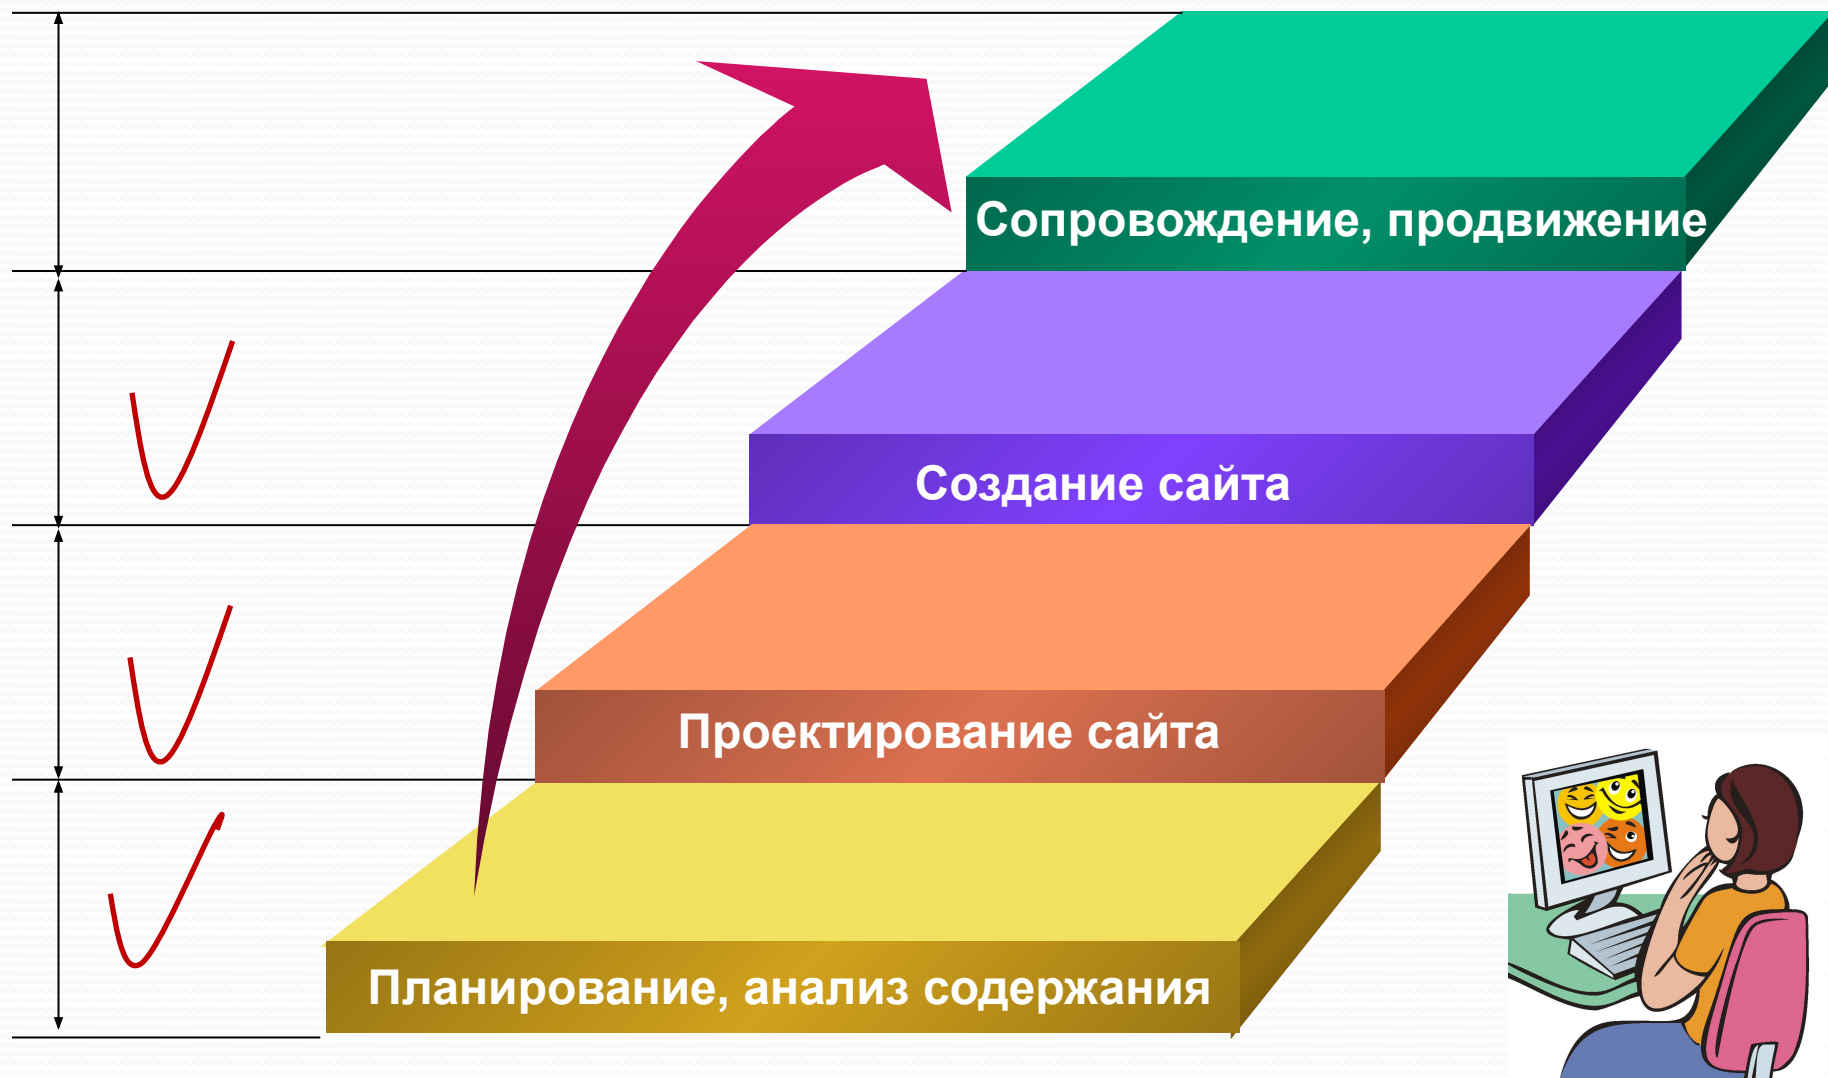 Сопровождение, продвижение
Создание сайта
Проектирование сайта
Планирование, анализ содержания